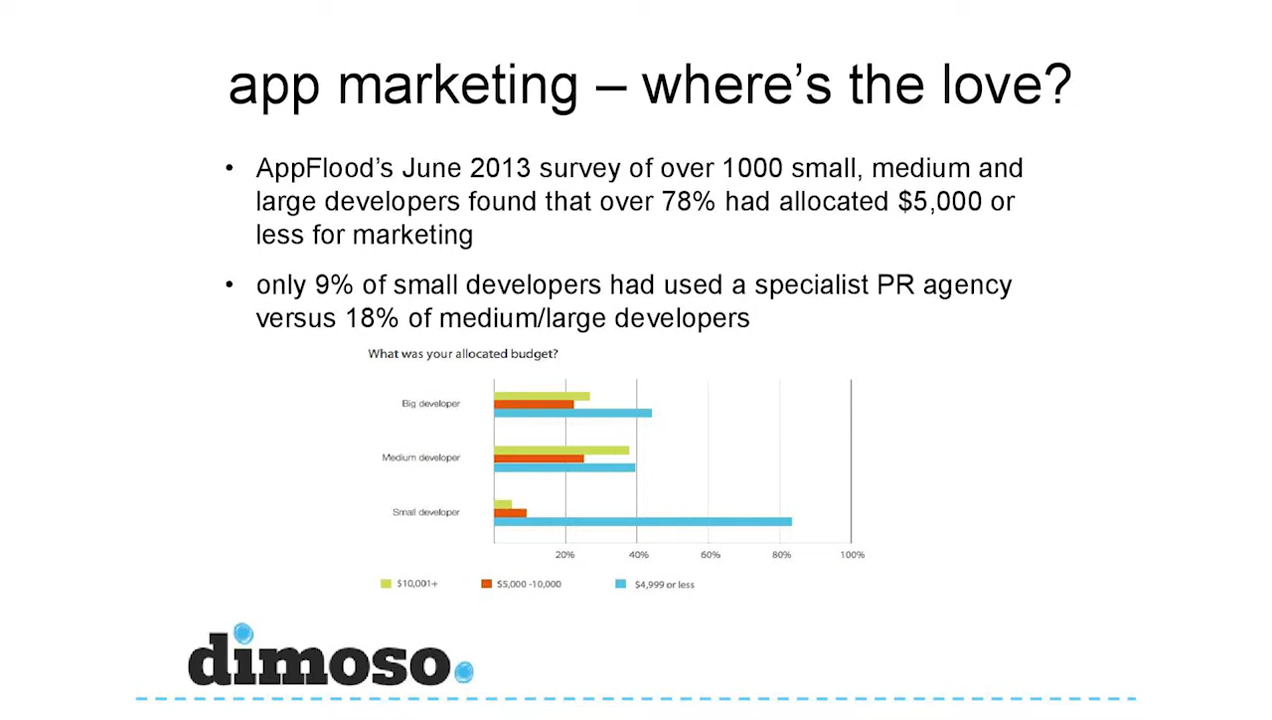 app marketing – where's the love?
• AppFlood's June 2013 survey of over 1000 small, medium and
large developers found that over 78% had allocated $5,000 or
less for marketing
• only 9% of small developers had used a specialist PR agency
versus 18% of medium/large developers
What was your allocated budget?
Big developer
Medium developer
Small developer
20% 40% 60% 80% 100%
$10,001+ $5,000 -10,000 $4,999 or less
dimoso.